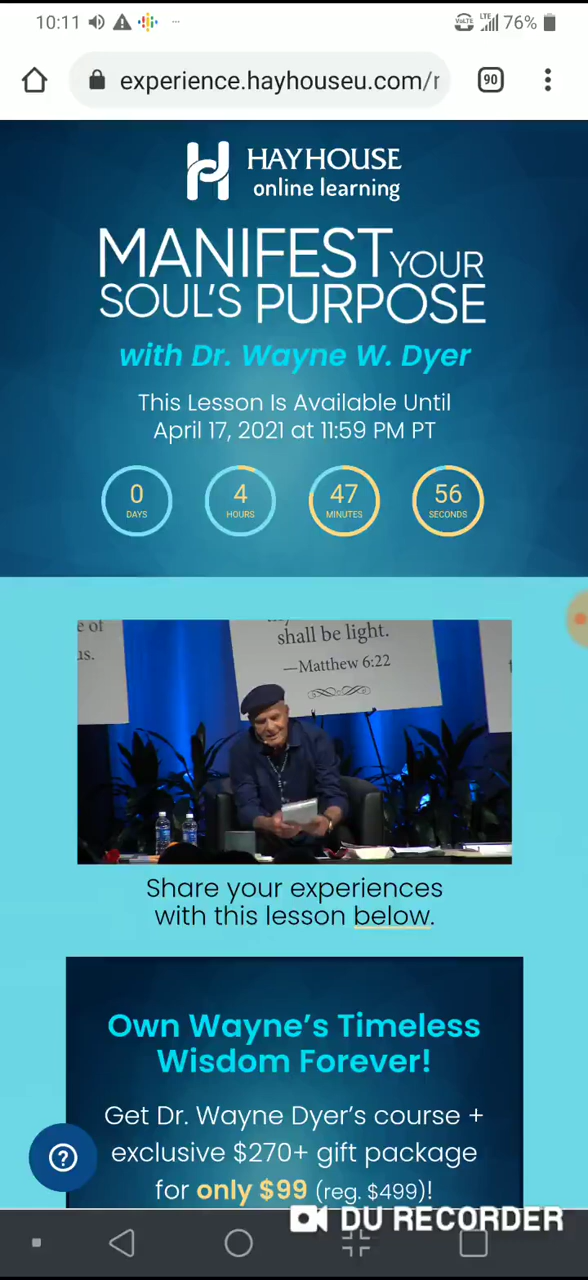 10:11
VoLTE
LTE
76%
experience.hayhouseu.com/r
90
HAYHOUSE
online learning
MANIFEST YOUR
SOUL'S PURPOSE
with Dr. Wayne W. Dyer
This Lesson Is Available Until
April 17, 2021 at 11:59 PM PT
0 4 47 56
DAYS HOURS MINUTES SECONDS
e of
shall be light.
—Matthew 6:22
Share your experiences
with this lesson below.
Own Wayne's Timeless
Wisdom Forever!
Get Dr. Wayne Dyer's course +
exclusive $270+ gift package
for only $99 (reg. $499)!
DU RECORDER